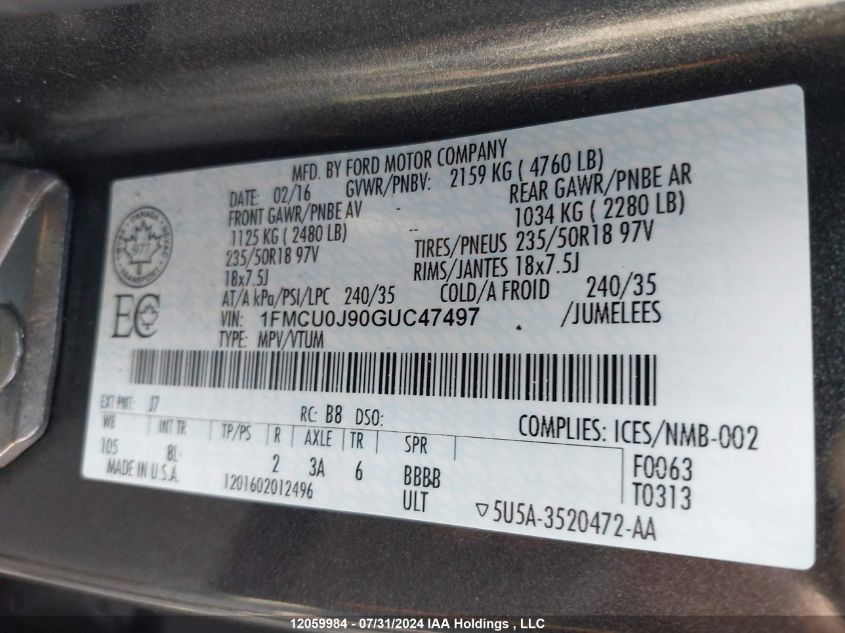 MFD. BY FORD MOTOR COMPANY
DATE: 02/16 GVWR/PNBV: 2159 KG ( 4760 LB)
FRONT GAWR/PNBE AV - REAR GAWR/PNBE AR
1125 KG ( 2480 LB) -- 1034 KG ( 2280 LB)
235/50R18 97V TIRES/PNEUS 235/50R18 97V
18x7.5J RIMS/JANTES 18x7.5J
AT/A kPa/PSI/LPC 240/35 COLD/A FROID 240/35
VIN: 1FMCU0J90GUC47497 /JUMELEES
TYPE: MPV/VTUM
CANADA
TRANSPORT
EC
EXT PNT: J7 RC: B8 DSO:
COMPLIES: ICES/NMB-002
WB INT TR TP/PS R AXLE TR SPR
105 BL 2 3A 6 BBBB
F0063
T0313
MADE IN U.S.A. 1201602012496 ULT
▽5U5A-3520472-AA
12059984 - 07/31/2024 IAA Holdings , LLC